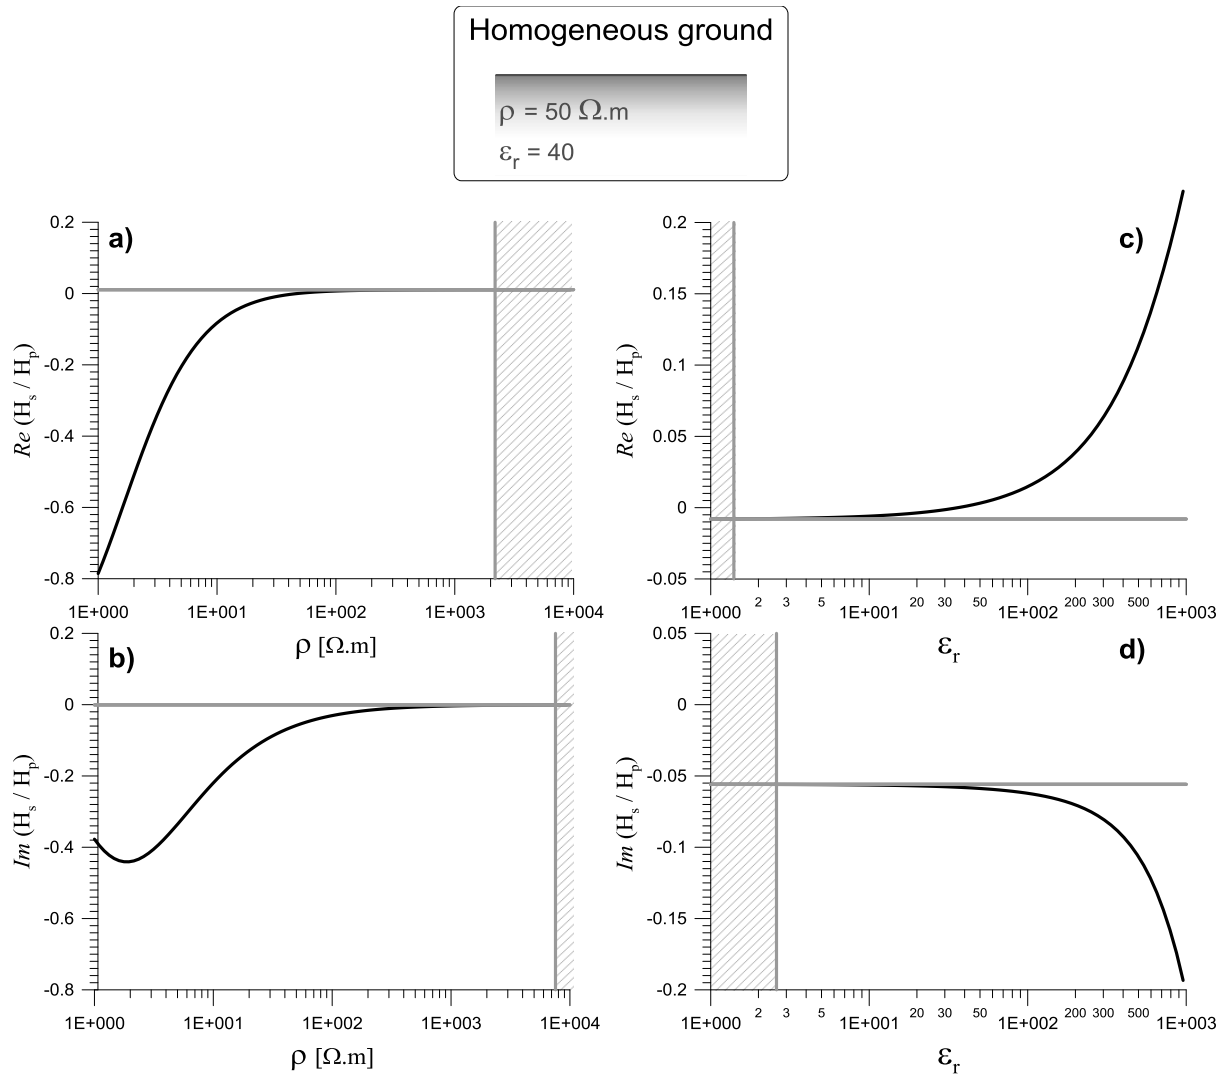 Homogeneous ground
ρ = 50 Ω.m
εr = 40
a)
0.2
0
-0.2
-0.4
-0.6
-0.8
Re (Hs / Hp)
1E+000 1E+001 1E+002 1E+003 1E+004
ρ [Ω.m]
c)
0.2
0.15
0.1
0.05
0
-0.05
Re (Hs / Hp)
1E+000 2 3 5 1E+001 20 30 50 1E+002 200 300 500 1E+003
εr
b)
0.2
0
-0.2
-0.4
-0.6
-0.8
Im (Hs / Hp)
1E+000 1E+001 1E+002 1E+003 1E+004
ρ [Ω.m]
d)
0.05
0
-0.05
-0.1
-0.15
-0.2
Im (Hs / Hp)
1E+000 2 3 5 1E+001 20 30 50 1E+002 200 300 500 1E+003
εr